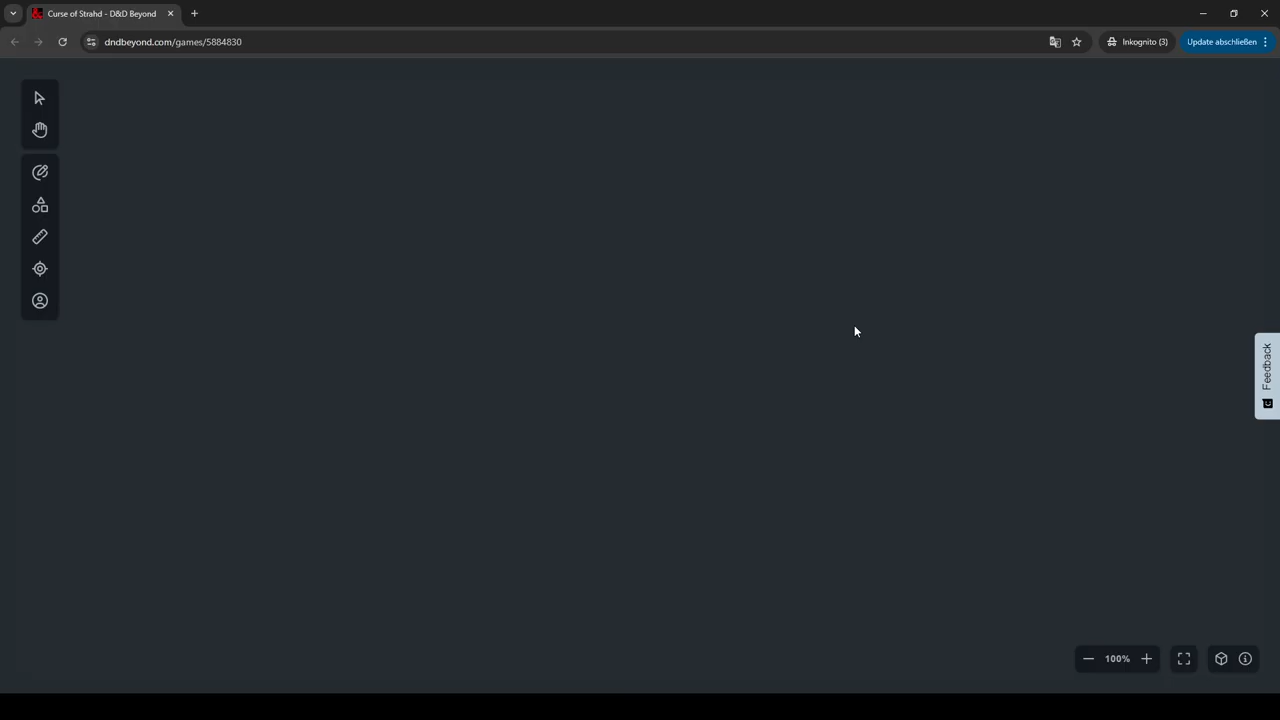 Curse of Strahd - D&D Beyond
dndbeyond.com/games/5884830
Inkognito (3)
Update abschließen
Feedback
100%